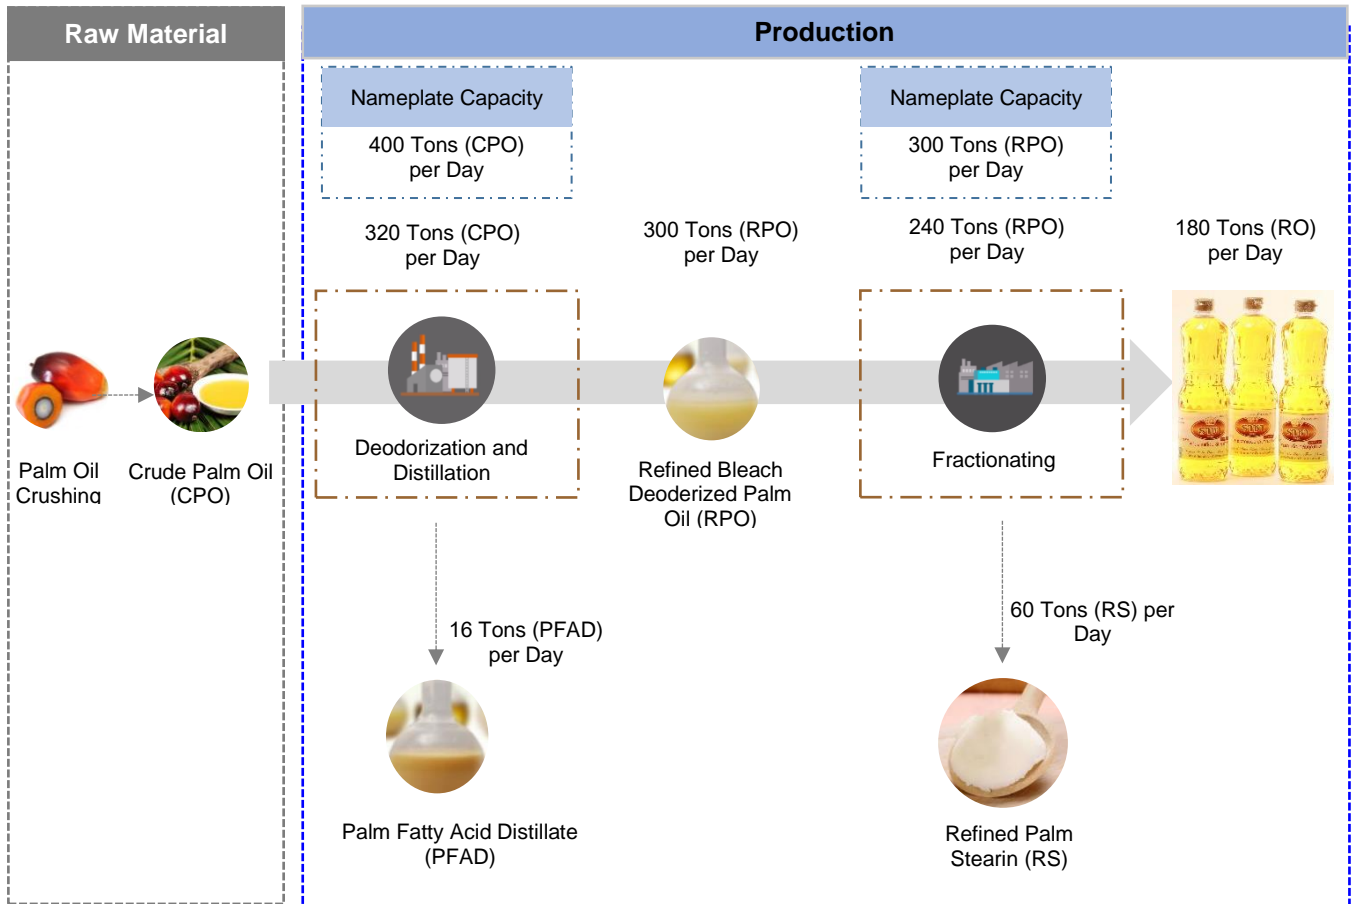 Raw Material
Production
Nameplate Capacity
400 Tons (CPO)
per Day
Nameplate Capacity
300 Tons (RPO)
per Day
320 Tons (CPO)
per Day
300 Tons (RPO)
per Day
240 Tons (RPO)
per Day
180 Tons (RO)
per Day
Palm Oil
Crushing
Crude Palm Oil
(CPO)
Deodorization and
Distillation
Refined Bleach
Deoderized Palm
Oil (RPO)
Fractionating
16 Tons (PFAD)
per Day
60 Tons (RS) per
Day
Palm Fatty Acid Distillate
(PFAD)
Refined Palm
Stearin (RS)